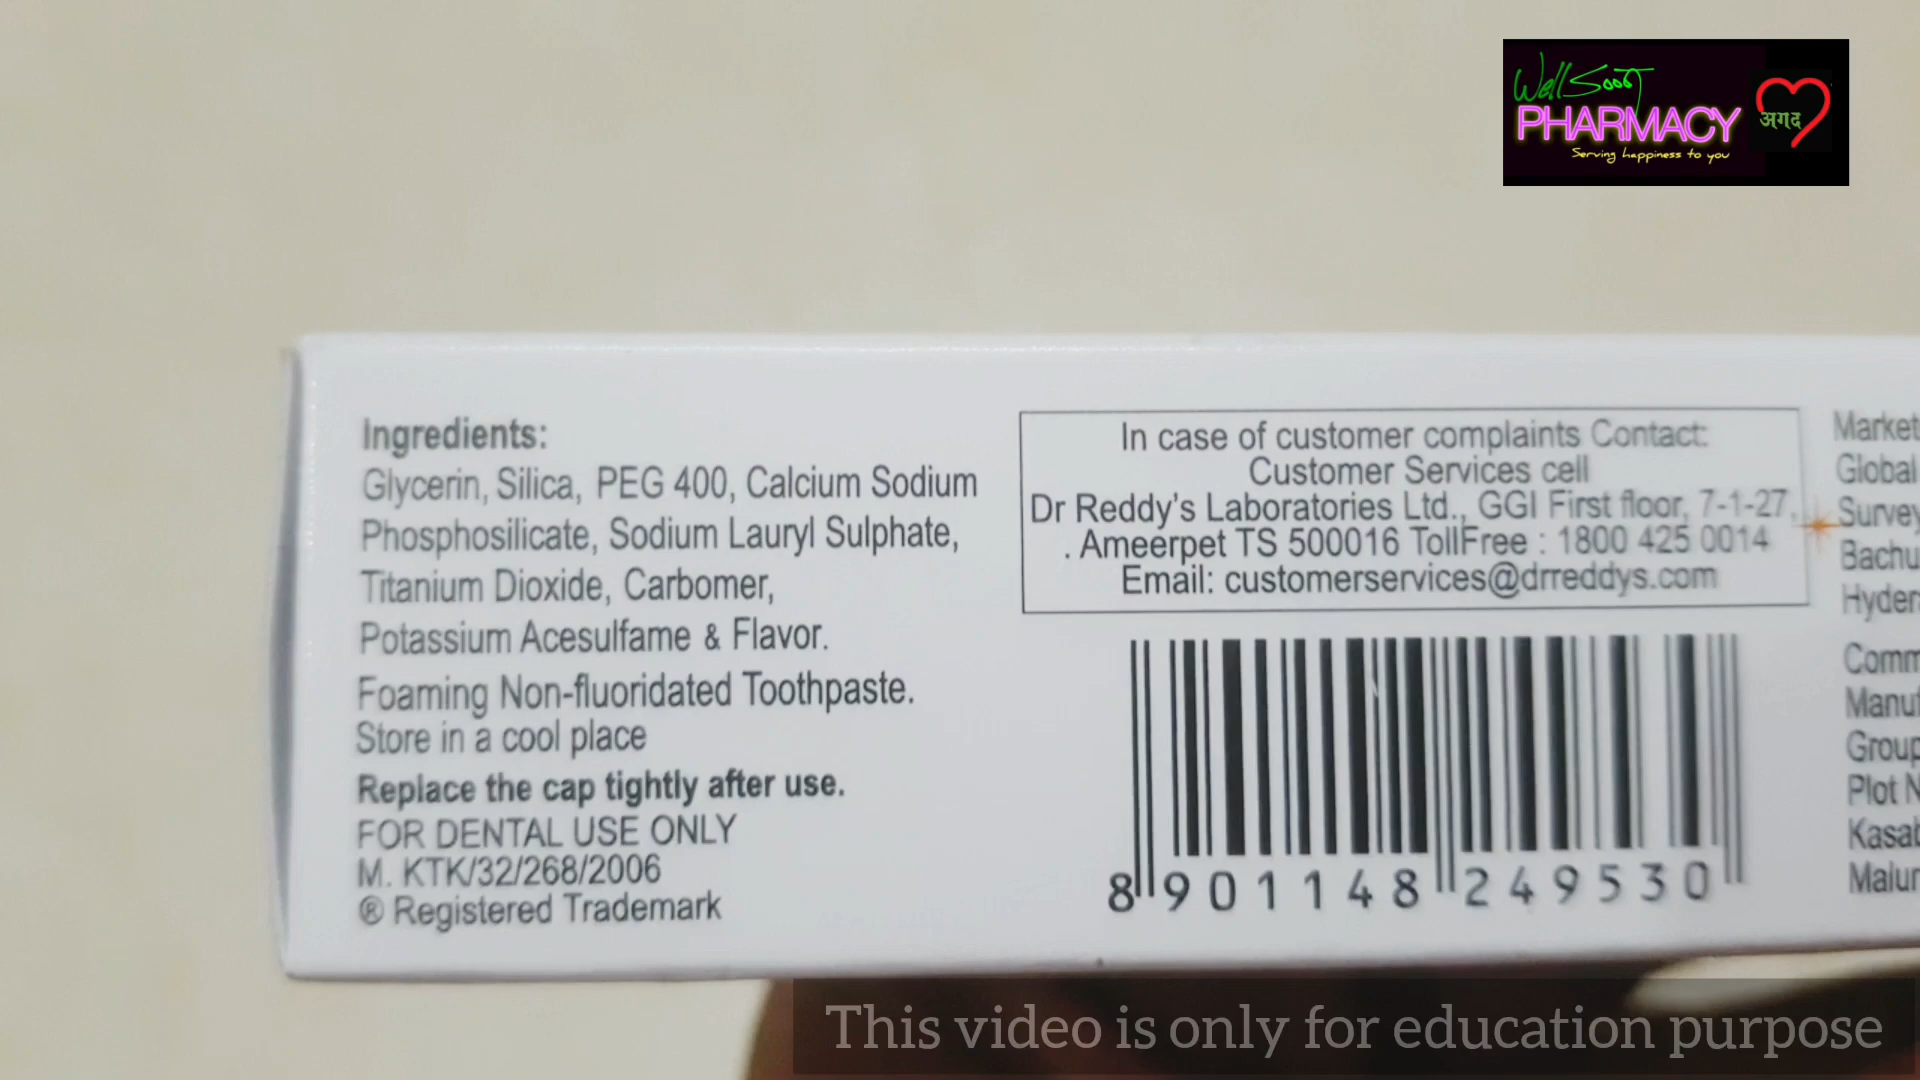 Well Soon
PHARMACY
अगद
Serving happiness to you
Ingredients:
Glycerin, Silica, PEG 400, Calcium Sodium
Phosphosilicate, Sodium Lauryl Sulphate,
Titanium Dioxide, Carbomer,
Potassium Acesulfame & Flavor.
Foaming Non-fluoridated Toothpaste.
Store in a cool place
Replace the cap tightly after use.
FOR DENTAL USE ONLY
M. KTK/32/268/2006
® Registered Trademark
In case of customer complaints Contact:
Customer Services cell
Dr Reddy's Laboratories Ltd., GGI First floor, 7-1-27,
. Ameerpet TS 500016 TollFree : 1800 425 0014
Email: customerservices@drreddys.com
8 901148 249530
Market
Global
Survey
Bachu
Hyder
Comm
Manuf
Group
Plot N
Kasab
Malur
This video is only for education purpose